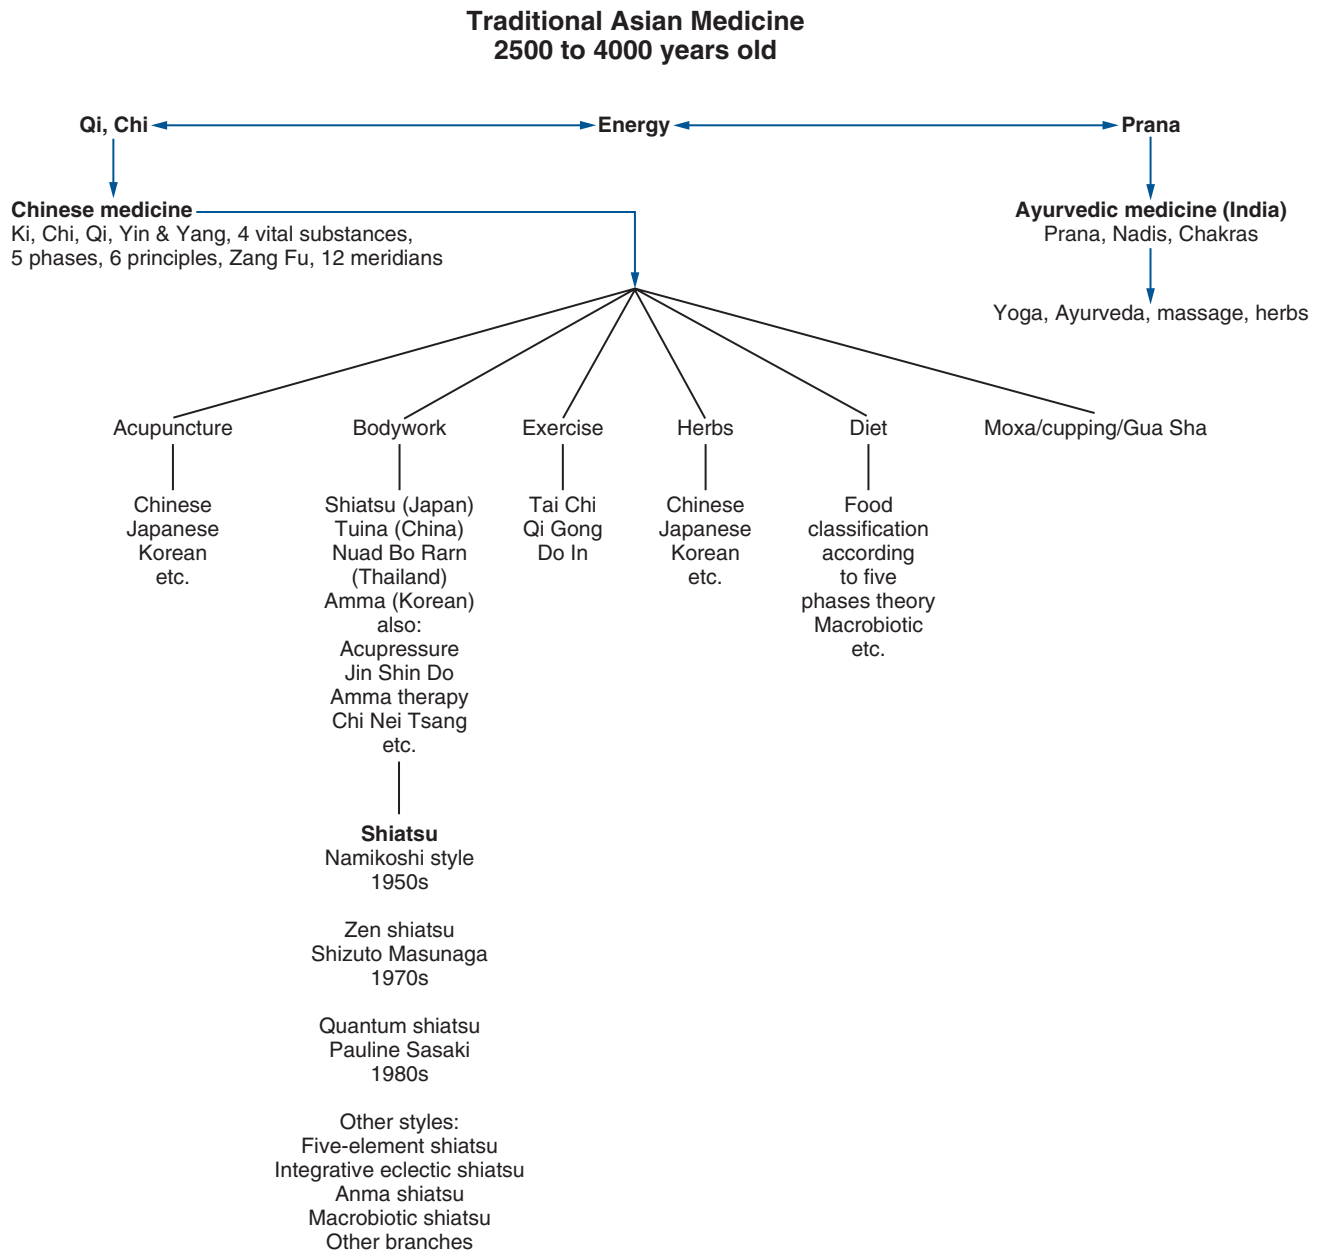 Traditional Asian Medicine
2500 to 4000 years old
Qi, Chi
Energy
Prana
Chinese medicine
Ki, Chi, Qi, Yin & Yang, 4 vital substances,
5 phases, 6 principles, Zang Fu, 12 meridians
Ayurvedic medicine (India)
Prana, Nadis, Chakras
Yoga, Ayurveda, massage, herbs
Acupuncture
Chinese
Japanese
Korean
etc.
Bodywork
Shiatsu (Japan)
Tuina (China)
Nuad Bo Rarn
(Thailand)
Amma (Korean)
also:
Acupressure
Jin Shin Do
Amma therapy
Chi Nei Tsang
etc.
Shiatsu
Namikoshi style
1950s
Zen shiatsu
Shizuto Masunaga
1970s
Quantum shiatsu
Pauline Sasaki
1980s
Other styles:
Five-element shiatsu
Integrative eclectic shiatsu
Anma shiatsu
Macrobiotic shiatsu
Other branches
Exercise
Tai Chi
Qi Gong
Do In
Herbs
Chinese
Japanese
Korean
etc.
Diet
Food
classification
according
to five
phases theory
Macrobiotic
etc.
Moxa/cupping/Gua Sha